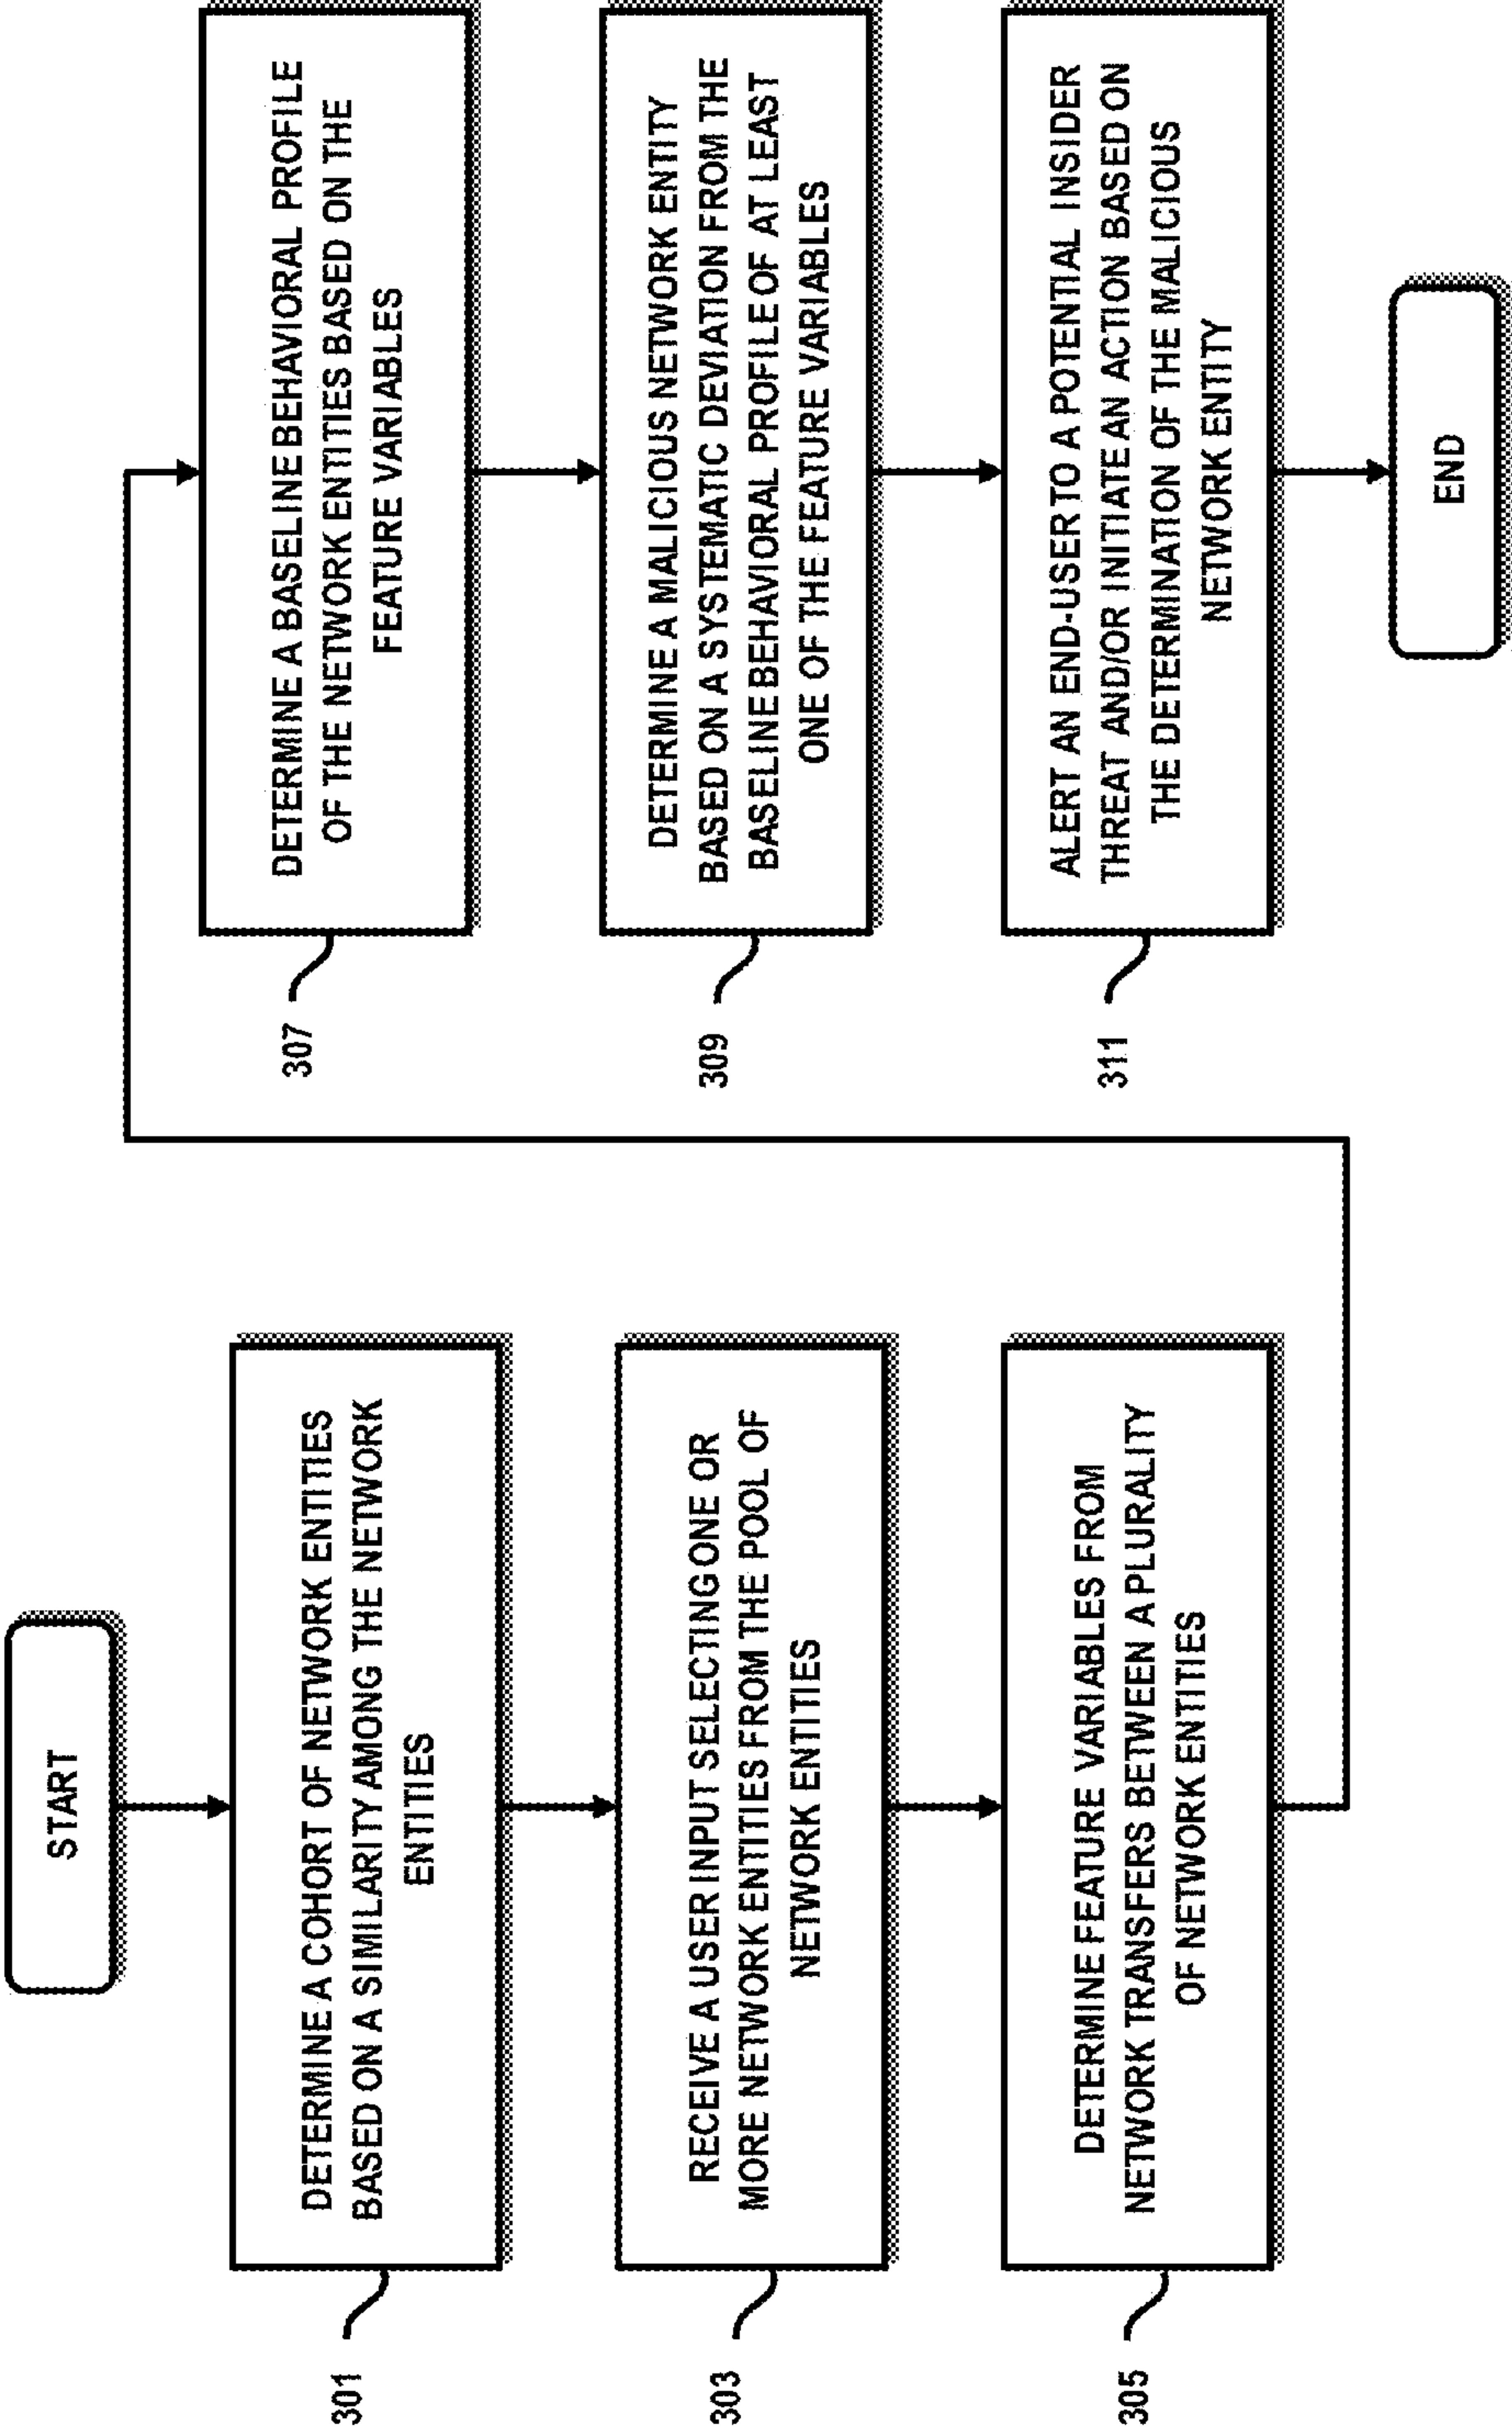 START
DETERMINE A COHORT OF NETWORK ENTITIES
BASED ON A SIMILARITY AMONG THE NETWORK
ENTITIES
301
RECEIVE A USER INPUT SELECTING ONE OR
MORE NETWORK ENTITIES FROM THE POOL OF
NETWORK ENTITIES
303
DETERMINE FEATURE VARIABLES FROM
NETWORK TRANSFERS BETWEEN A PLURALITY
OF NETWORK ENTITIES
305
DETERMINE A BASELINE BEHAVIORAL PROFILE
OF THE NETWORK ENTITIES BASED ON THE
FEATURE VARIABLES
307
DETERMINE A MALICIOUS NETWORK ENTITY
BASED ON A SYSTEMATIC DEVIATION FROM THE
BASELINE BEHAVIORAL PROFILE OF AT LEAST
ONE OF THE FEATURE VARIABLES
309
ALERT AN END-USER TO A POTENTIAL INSIDER
THREAT AND/OR INITIATE AN ACTION BASED ON
THE DETERMINATION OF THE MALICIOUS
NETWORK ENTITY
311
END